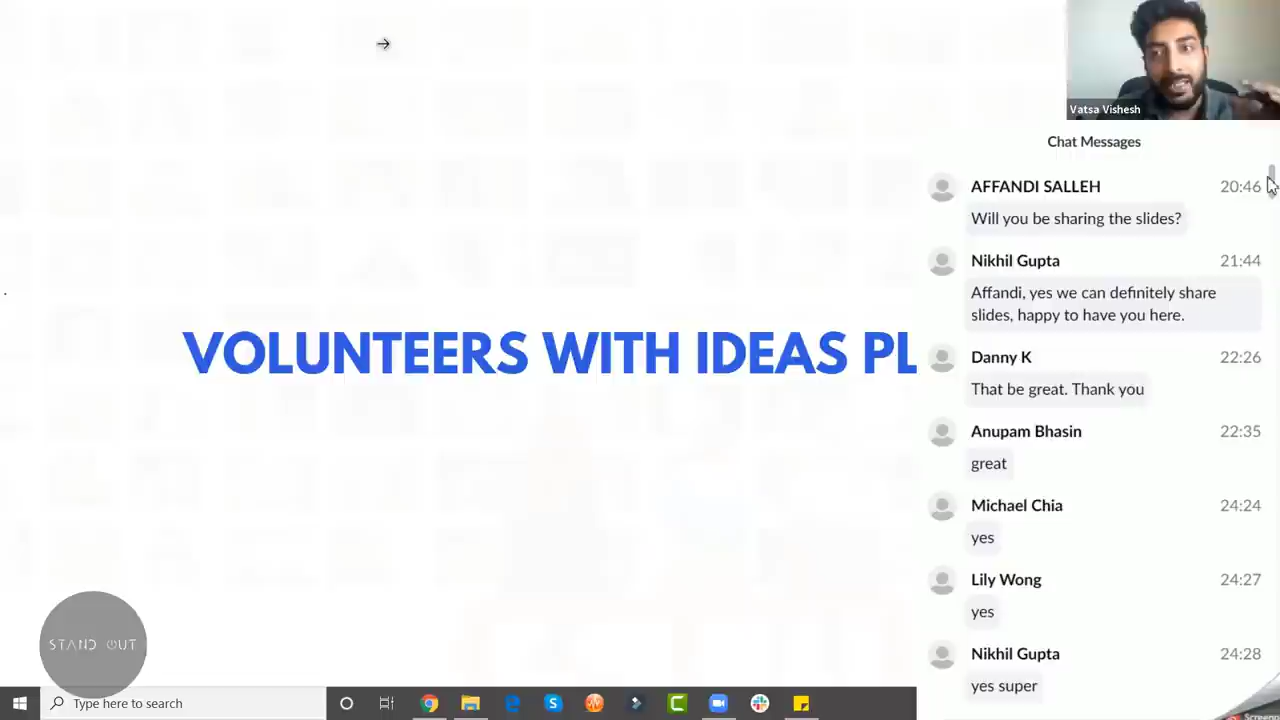 →
Vatsa Vishesh
Chat Messages
AFFANDI SALLEH 20:46
Will you be sharing the slides?
Nikhil Gupta 21:44
Affandi, yes we can definitely share
slides, happy to have you here.
VOLUNTEERS WITH IDEAS PL
Danny K 22:26
That be great. Thank you
Anupam Bhasin 22:35
great
Michael Chia 24:24
yes
Lily Wong 24:27
yes
Nikhil Gupta 24:28
yes super
STAND OUT
Type here to search